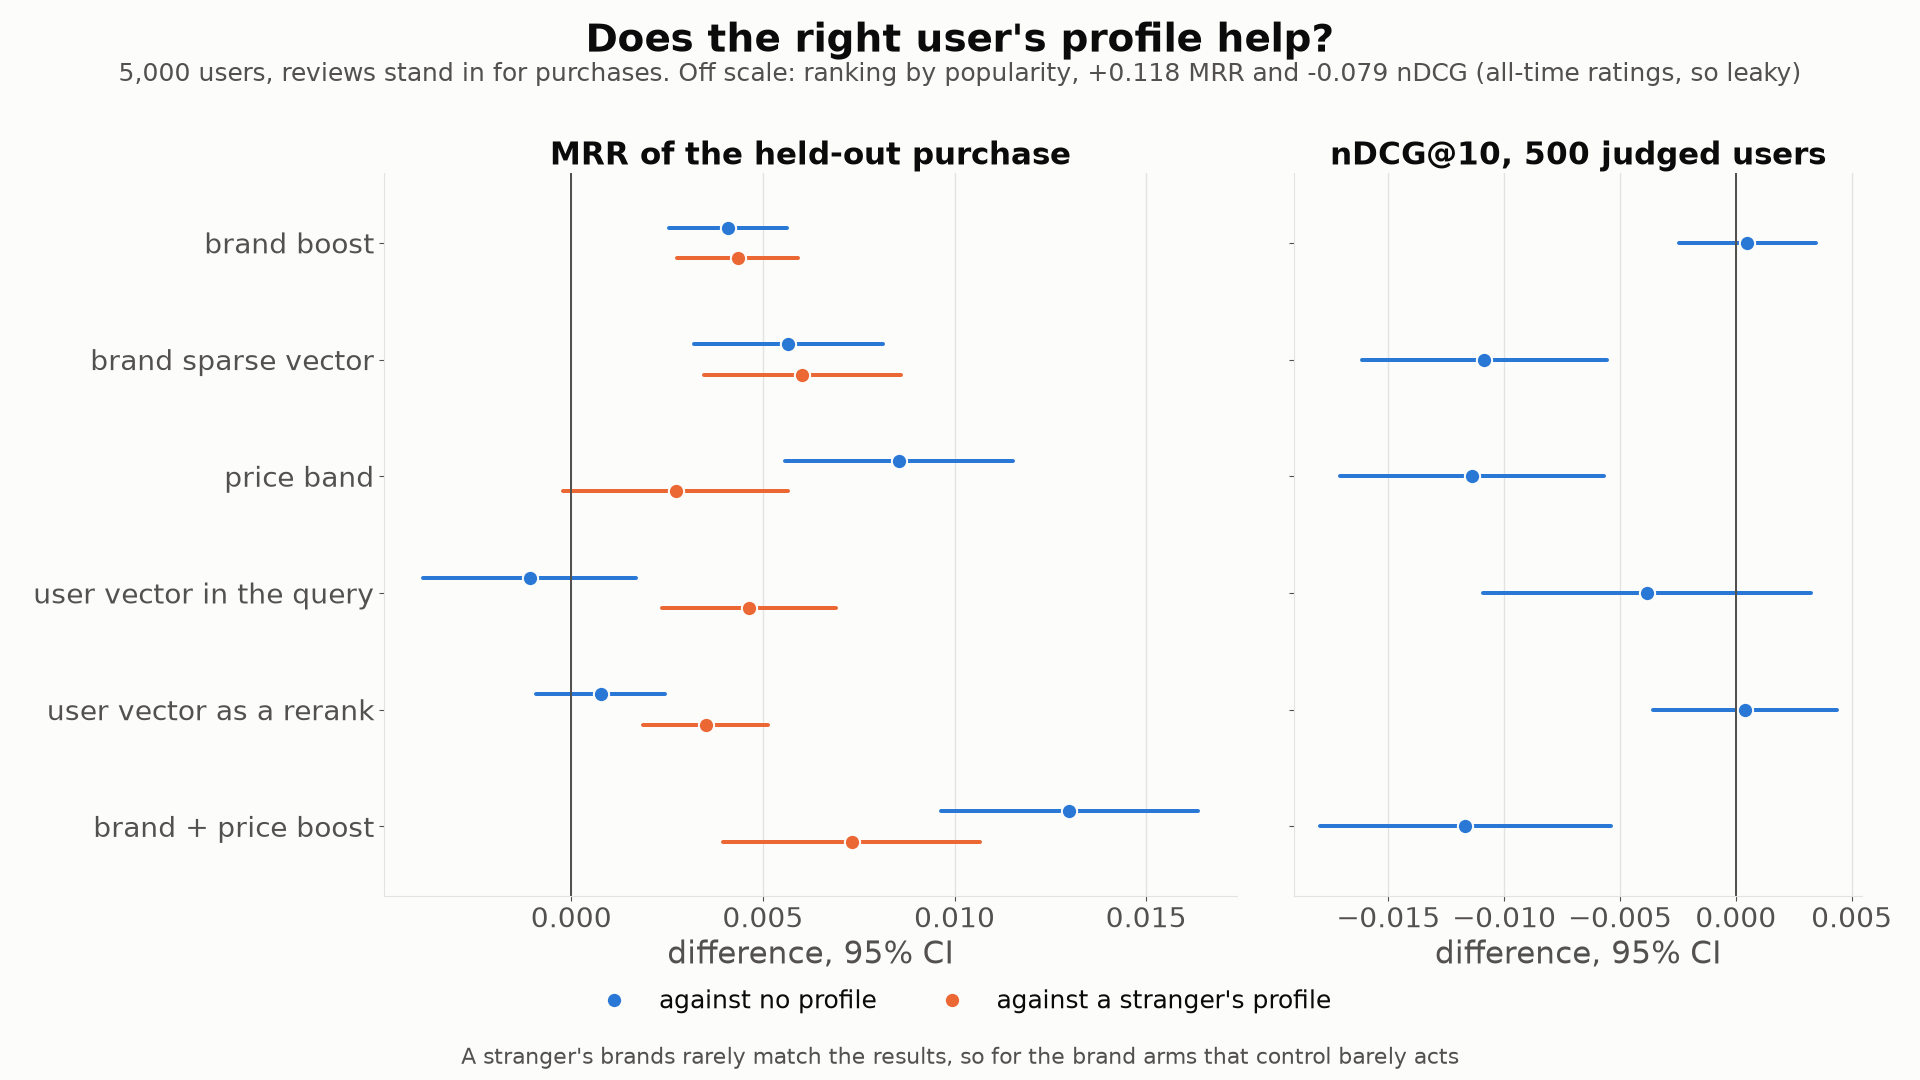 Does the right user's profile help?
5,000 users, reviews stand in for purchases. Off scale: ranking by popularity, +0.118 MRR and -0.079 nDCG (all-time ratings, so leaky)
MRR of the held-out purchase
nDCG@10, 500 judged users
brand boost
brand sparse vector
price band
user vector in the query
user vector as a rerank
brand + price boost
0.000 0.005 0.010 0.015
−0.015 −0.010 −0.005 0.000 0.005
difference, 95% CI
difference, 95% CI
against no profile
against a stranger's profile
A stranger's brands rarely match the results, so for the brand arms that control barely acts